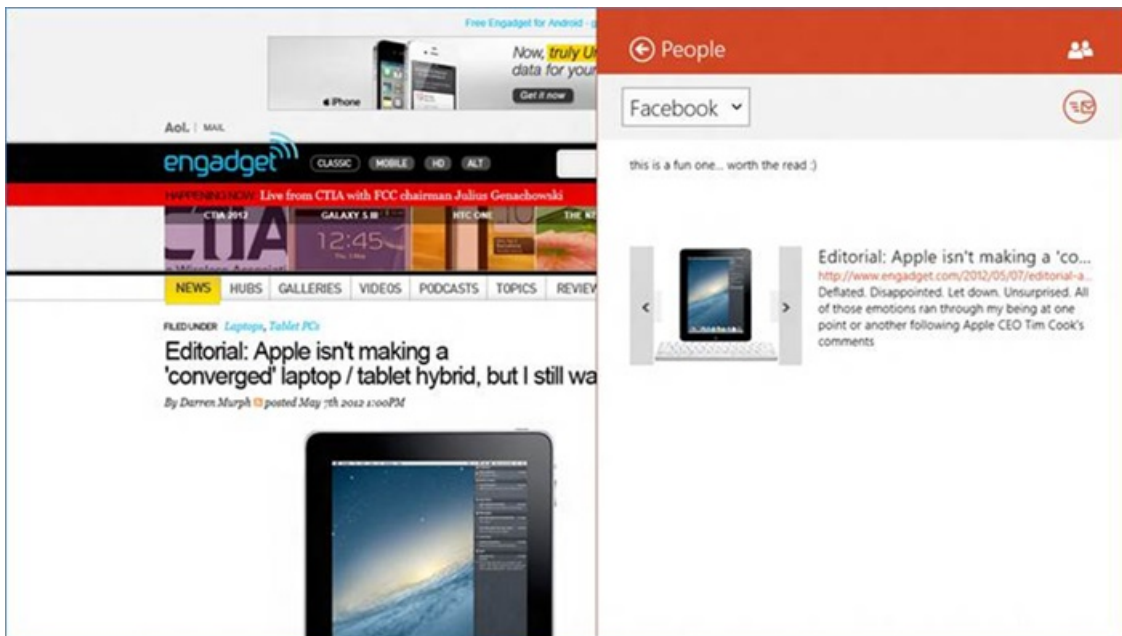 Free Engadget for Android - g
Now, truly Un
data for your
Get it now
iPhone
Aol. | MAIL
engadget
CLASSIC MOBILE HD ALT
HAPPENING NOW: Live from CTIA with FCC chairman Julius Genachowski
CTIA 2012 GALAXY S III HTC ONE THE NE
CTIA
12:45
NEWS HUBS GALLERIES VIDEOS PODCASTS TOPICS REVIEW
FILED UNDER Laptops, Tablet PCs
Editorial: Apple isn't making a
'converged' laptop / tablet hybrid, but I still wa
By Darren Murph posted May 7th 2012 1:00PM
People
Facebook
this is a fun one... worth the read :)
Editorial: Apple isn't making a 'co...
http://www.engadget.com/2012/05/07/editorial-a...
Deflated. Disappointed. Let down. Unsurprised. All
of those emotions ran through my being at one
point or another following Apple CEO Tim Cook's
comments